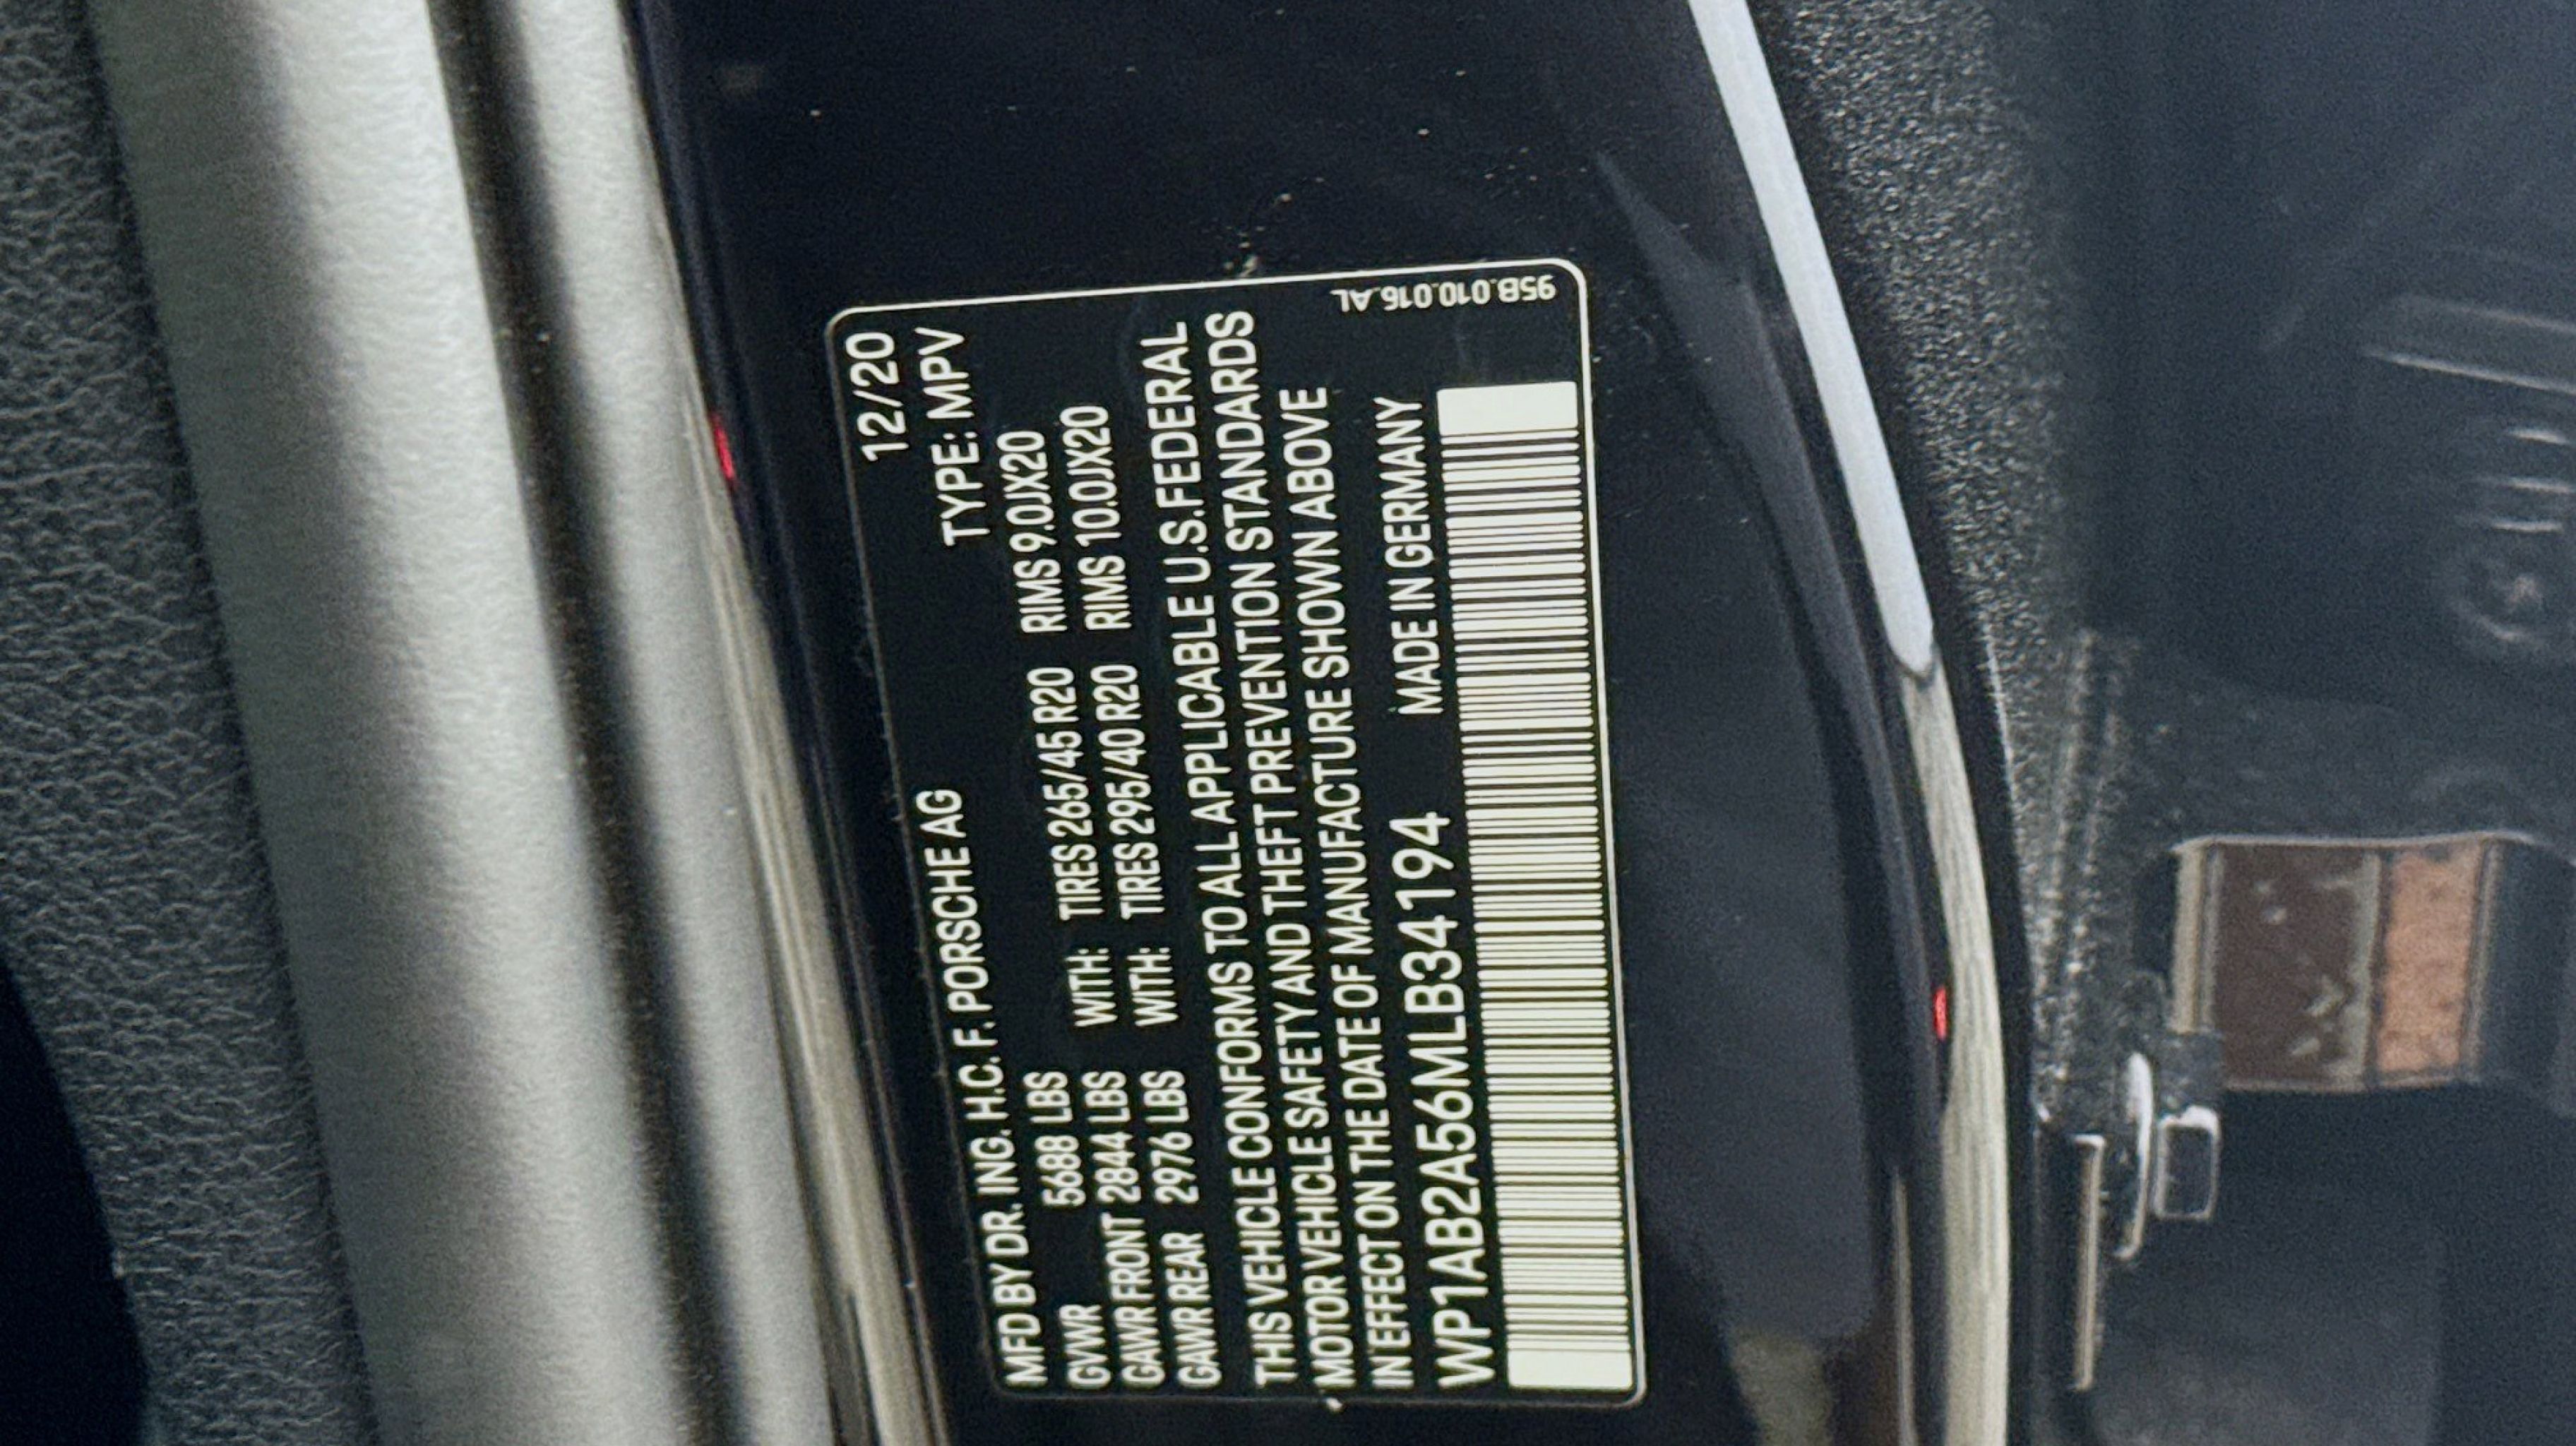 12/20
MFD BY DR. ING. H.C. F. PORSCHE AG TYPE: MPV
GVWR 5688 LBS WITH: TIRES 265/45 R20 RIMS 9.0JX20
GAWR FRONT 2844 LBS WITH: TIRES 295/40 R20 RIMS 10.0JX20
GAWR REAR 2976 LBS
THIS VEHICLE CONFORMS TO ALL APPLICABLE U.S. FEDERAL
MOTOR VEHICLE SAFETY AND THEFT PREVENTION STANDARDS
IN EFFECT ON THE DATE OF MANUFACTURE SHOWN ABOVE
WP1AB2A56MLB34194 MADE IN GERMANY
95B.010.016.AL